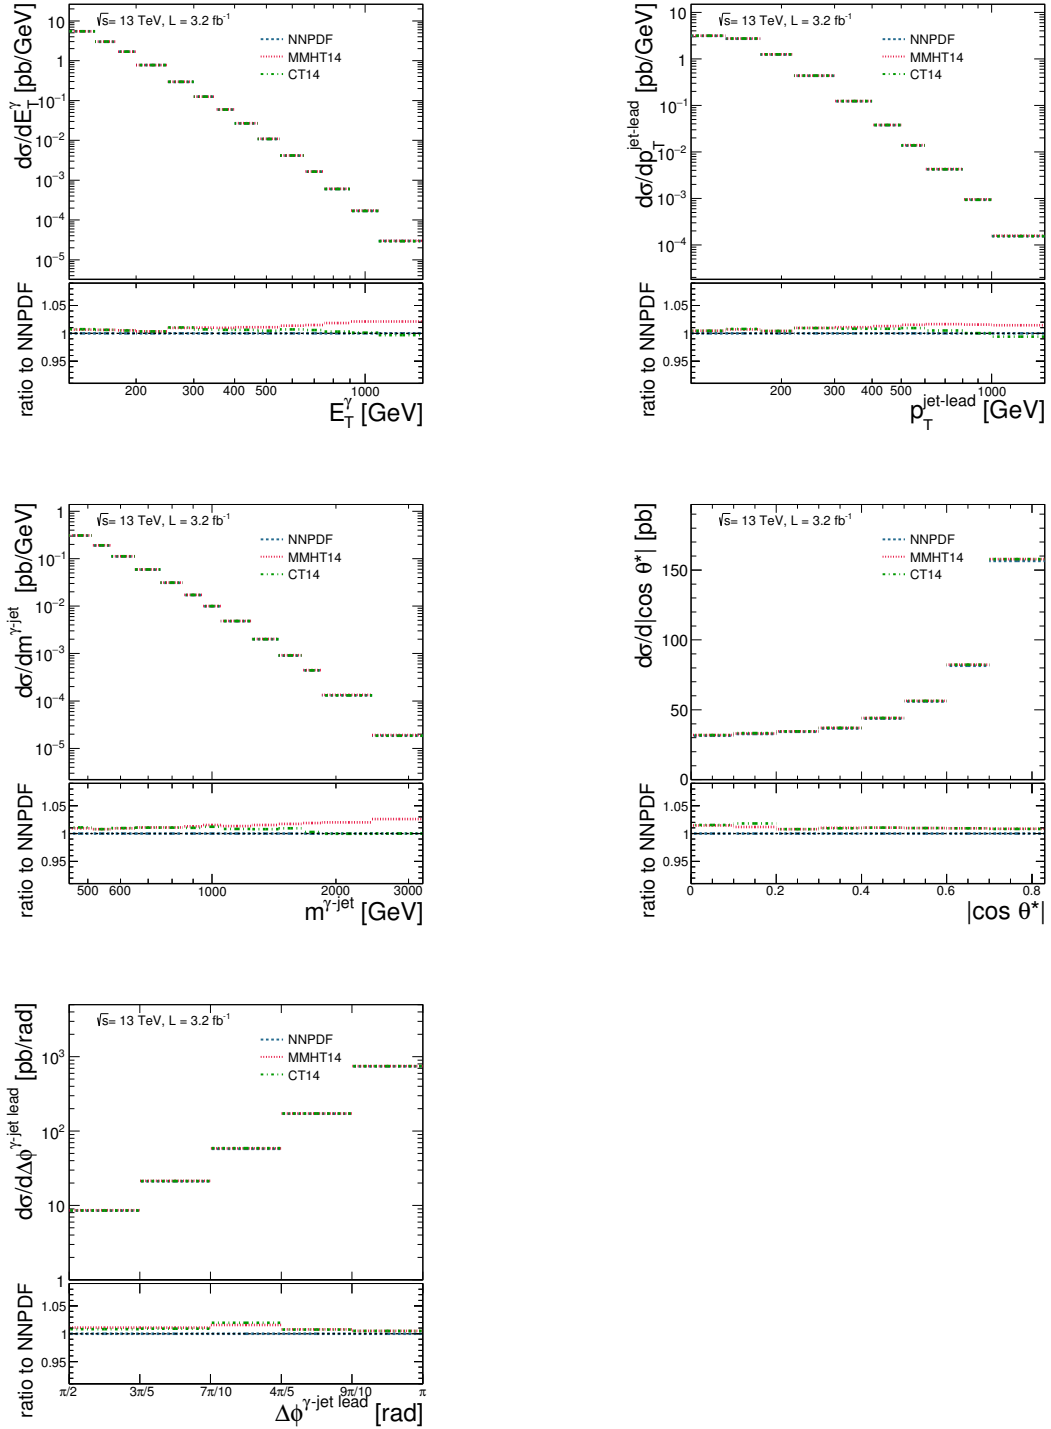 √s= 13 TeV, L = 3.2 fb⁻¹
NNPDF
MMHT14
CT14
dσ/dE_T^γ [pb/GeV]
10
1
10⁻¹
10⁻²
10⁻³
10⁻⁴
10⁻⁵
ratio to NNPDF
1.05
1
0.95
200 300 400 500 1000
E_T^γ [GeV]
√s= 13 TeV, L = 3.2 fb⁻¹
NNPDF
MMHT14
CT14
dσ/dp_T^jet-lead [pb/GeV]
10
1
10⁻¹
10⁻²
10⁻³
10⁻⁴
ratio to NNPDF
1.05
1
0.95
200 300 400 500 1000
p_T^jet-lead [GeV]
√s= 13 TeV, L = 3.2 fb⁻¹
NNPDF
MMHT14
CT14
dσ/dm^γ-jet [pb/GeV]
1
10⁻¹
10⁻²
10⁻³
10⁻⁴
10⁻⁵
ratio to NNPDF
1.05
1
0.95
500 600 1000 2000 3000
m^γ-jet [GeV]
√s= 13 TeV, L = 3.2 fb⁻¹
NNPDF
MMHT14
CT14
dσ/d|cos θ*| [pb]
150
100
50
0
ratio to NNPDF
1.05
1
0.95
0 0.2 0.4 0.6 0.8
|cos θ*|
√s= 13 TeV, L = 3.2 fb⁻¹
NNPDF
MMHT14
CT14
dσ/dΔϕ^γ-jet lead [pb/rad]
10³
10²
10
1
ratio to NNPDF
1.05
1
0.95
π/2 3π/5 7π/10 4π/5 9π/10 π
Δϕ^γ-jet lead [rad]